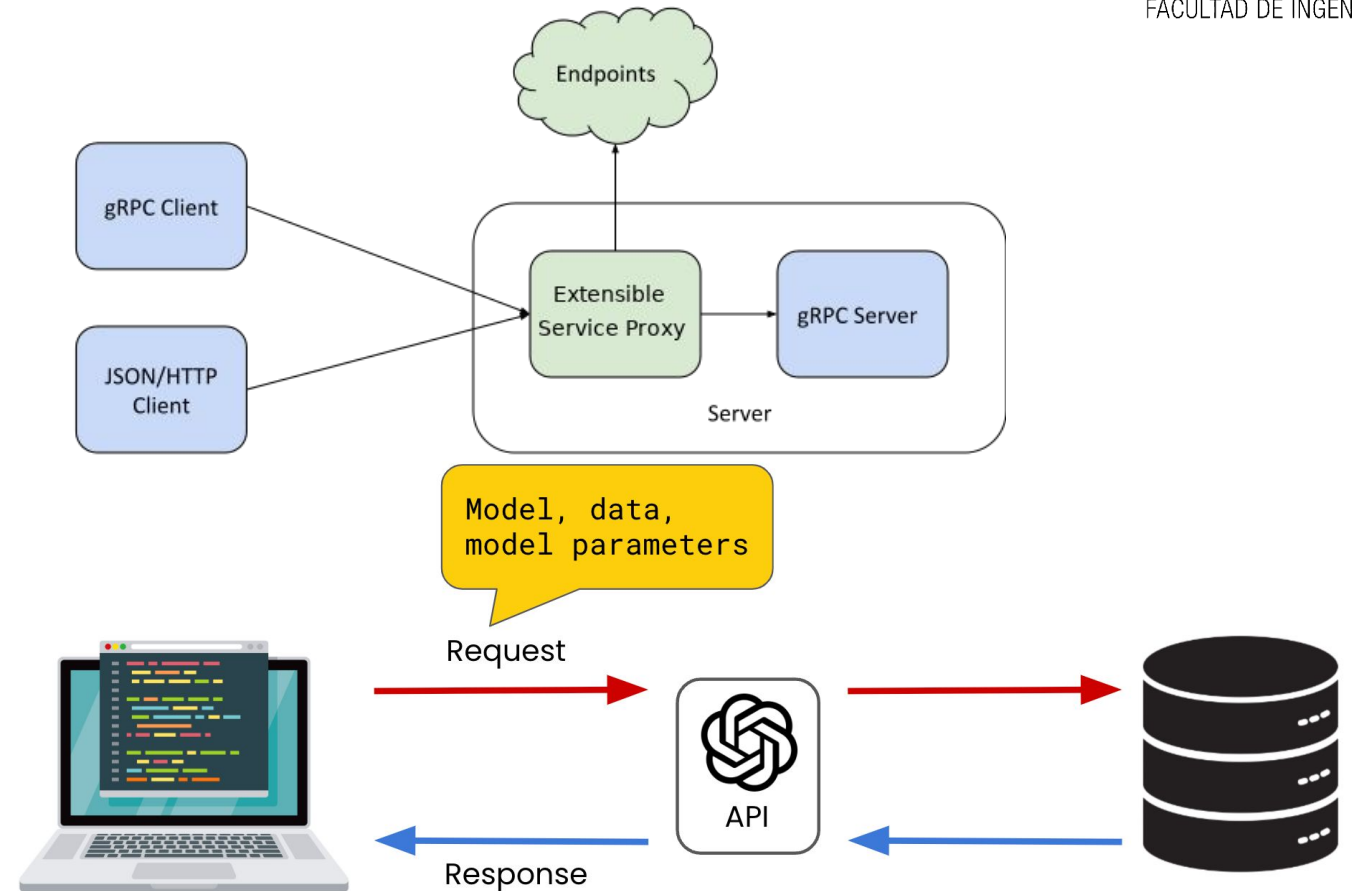 FACULTAD DE INGEN
Endpoints
gRPC Client
Extensible
Service Proxy
gRPC Server
JSON/HTTP
Client
Server
Model, data,
model parameters
Request
API
Response